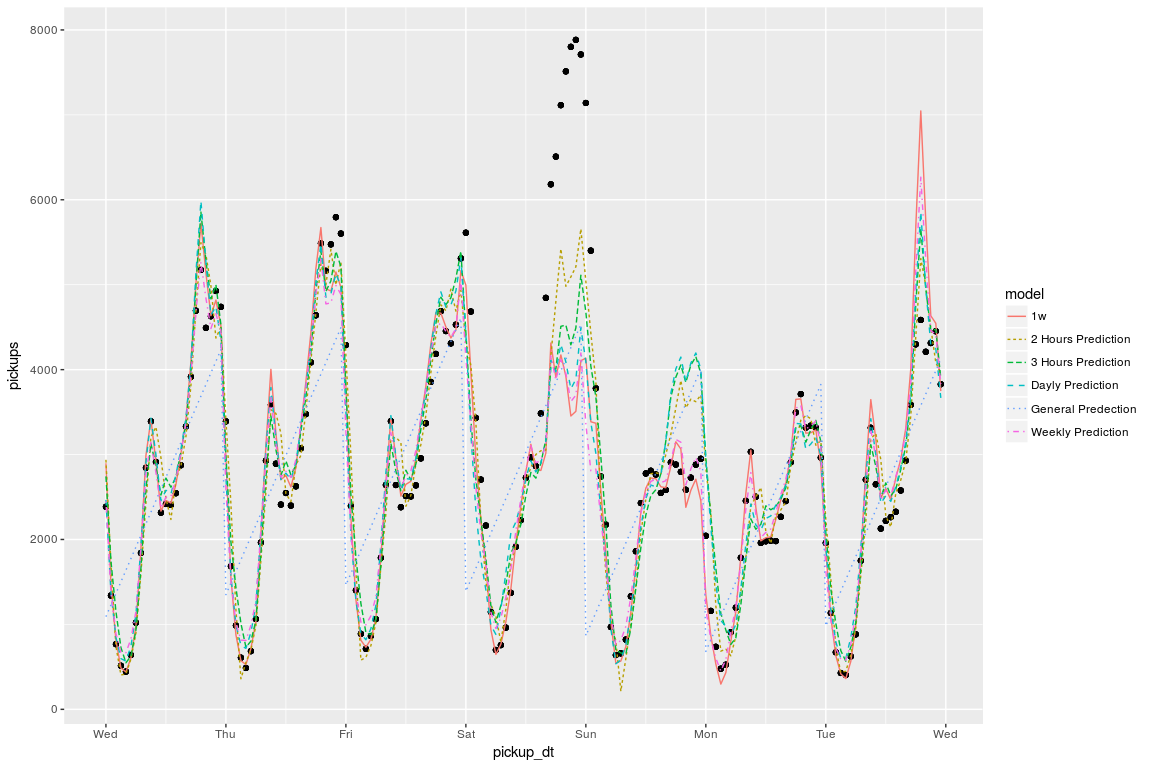 8000
6000
4000
2000
0
pickups
Wed Thu Fri Sat Sun Mon Tue Wed
pickup_dt
model
1w
2 Hours Prediction
3 Hours Prediction
Dayly Prediction
General Predection
Weekly Prediction